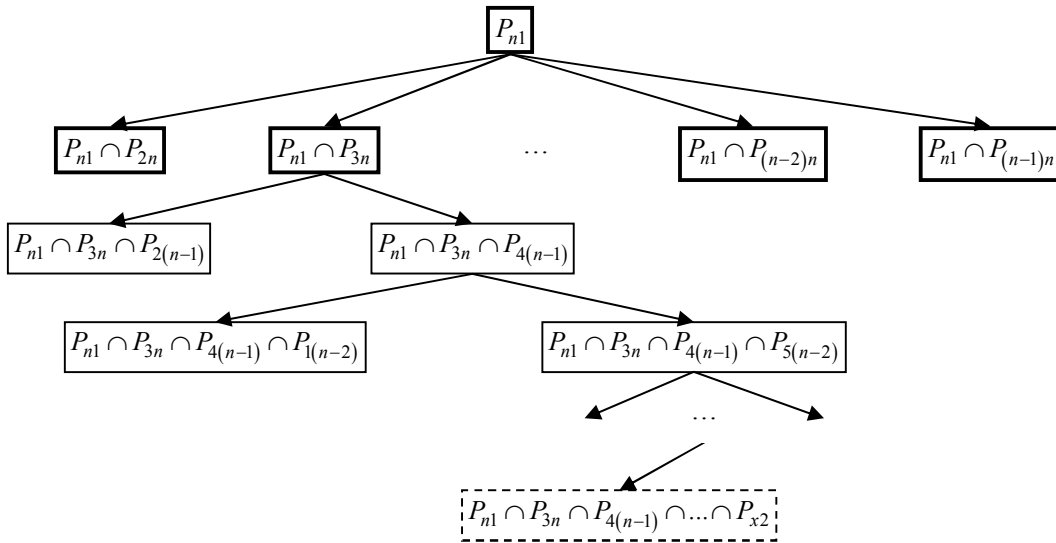 P_{n1}
P_{n1} ∩ P_{2n}
P_{n1} ∩ P_{3n}
...
P_{n1} ∩ P_{(n−2)n}
P_{n1} ∩ P_{(n−1)n}
P_{n1} ∩ P_{3n} ∩ P_{2(n−1)}
P_{n1} ∩ P_{3n} ∩ P_{4(n−1)}
P_{n1} ∩ P_{3n} ∩ P_{4(n−1)} ∩ P_{1(n−2)}
P_{n1} ∩ P_{3n} ∩ P_{4(n−1)} ∩ P_{5(n−2)}
...
P_{n1} ∩ P_{3n} ∩ P_{4(n−1)} ∩ ... ∩ P_{x2}